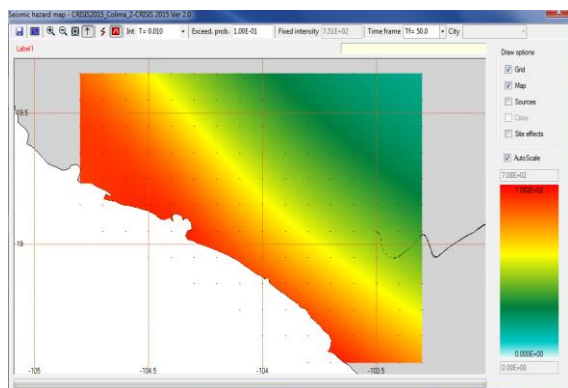 Seismic hazard map - CRISIS2015_Colima_2-CRISIS 2015 Ver 2.0
Int T= 0.010 Exceed. prob. 1.00E-01 Fixed intensity 7.51E+02 Time frame Tf= 50.0 City
Label1
Draw options
Grid
Map
Sources
Cities
Site effects
AutoScale
7.08E+02
7.082E+02
19.5
19
0.000E+00
0.00E+00
-105
-104.5
-104
-103.5